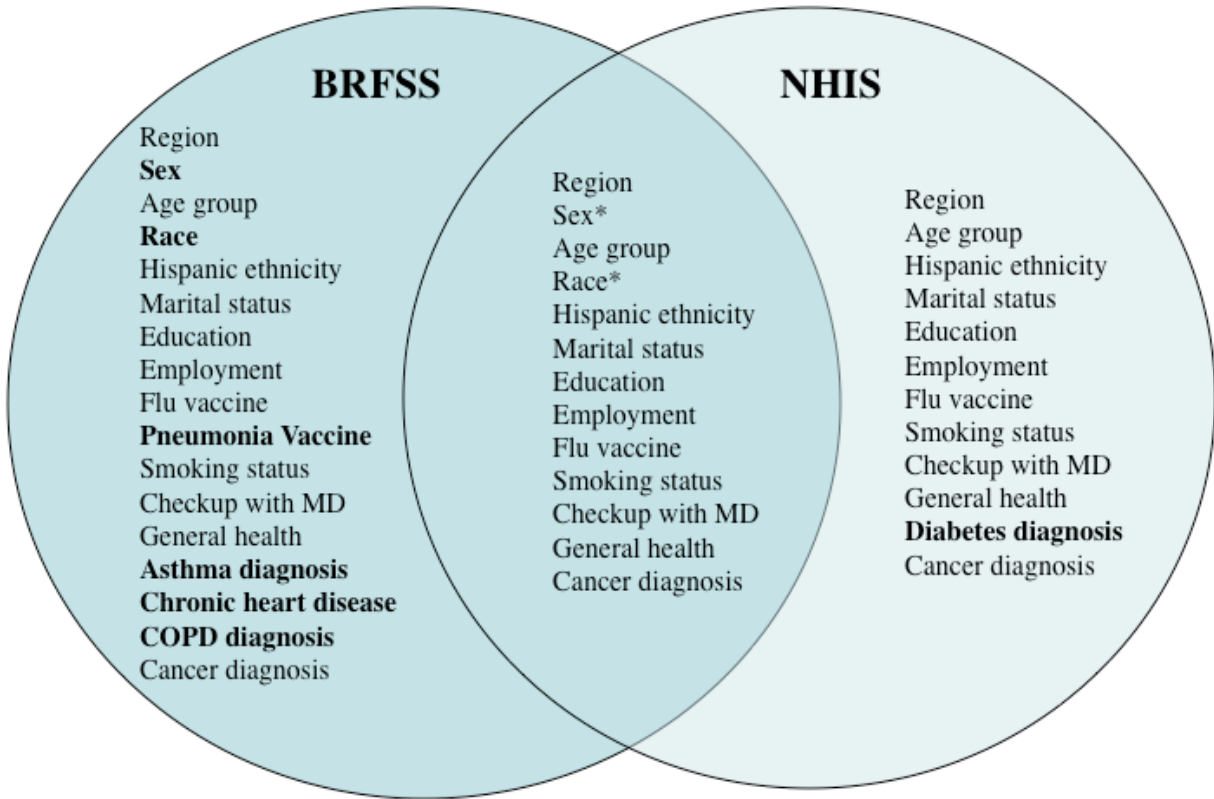 BRFSS
Region
Sex
Age group
Race
Hispanic ethnicity
Marital status
Education
Employment
Flu vaccine
Pneumonia Vaccine
Smoking status
Checkup with MD
General health
Asthma diagnosis
Chronic heart disease
COPD diagnosis
Cancer diagnosis
Region
Sex*
Age group
Race*
Hispanic ethnicity
Marital status
Education
Employment
Flu vaccine
Smoking status
Checkup with MD
General health
Cancer diagnosis
NHIS
Region
Age group
Hispanic ethnicity
Marital status
Education
Employment
Flu vaccine
Smoking status
Checkup with MD
General health
Diabetes diagnosis
Cancer diagnosis